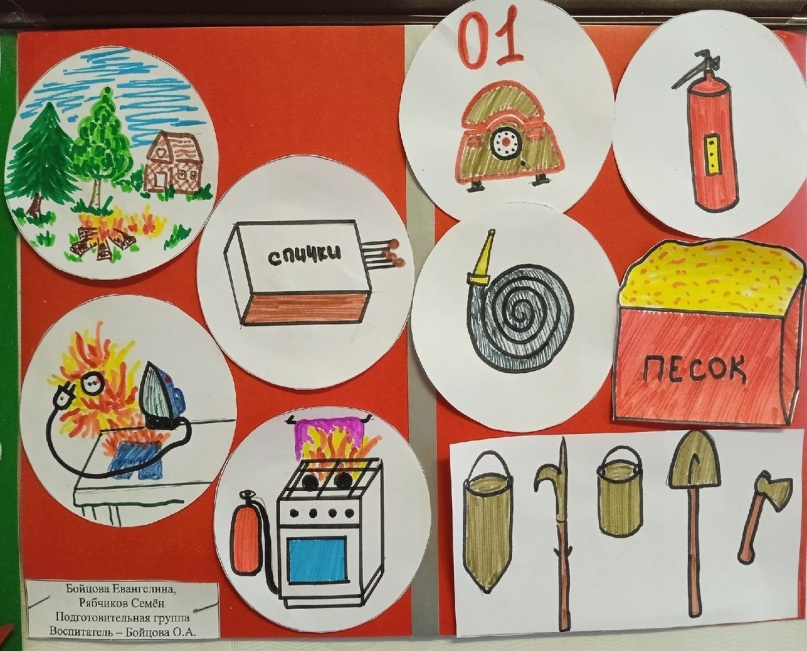 01
спички
ПЕСОК
Бойцова Евангелина,
Рябчиков Семён
Подготовительная группа
Воспитатель – Бойцова О.А.